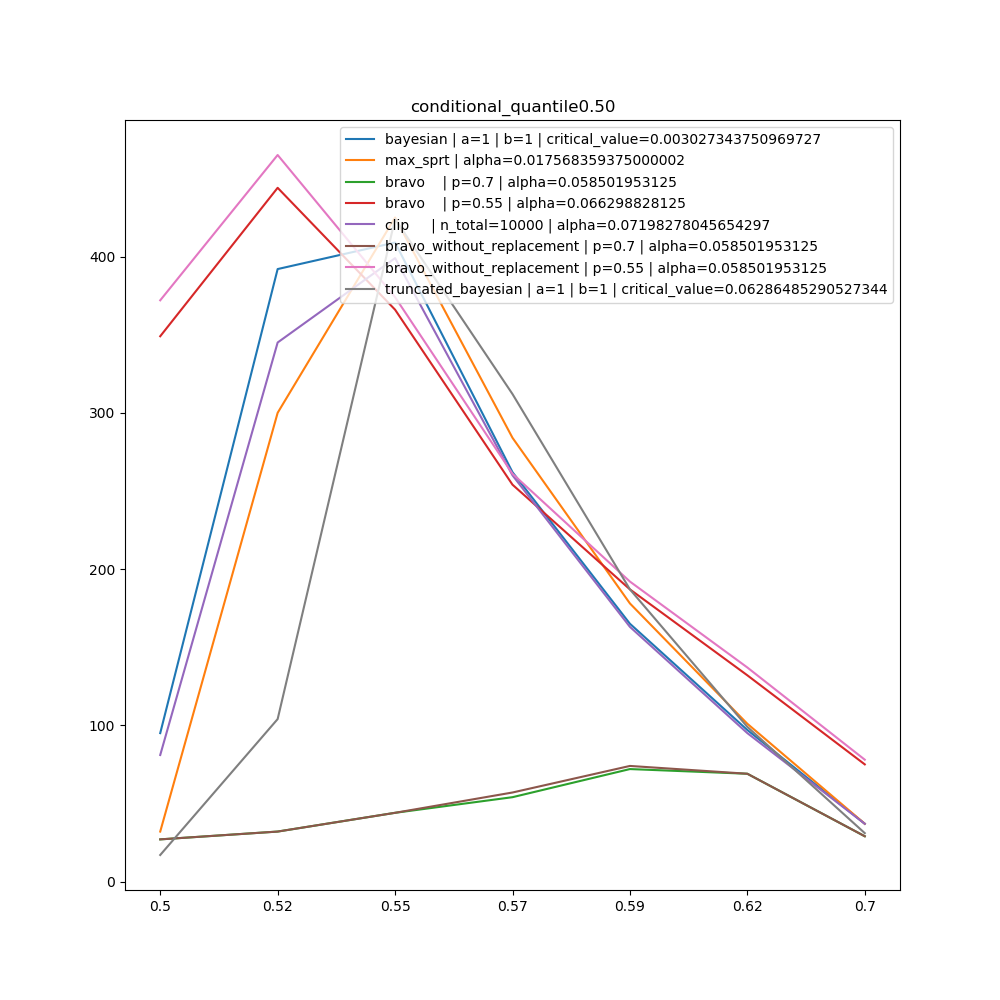 conditional_quantile0.50
bayesian | a=1 | b=1 | critical_value=0.003027343750969727
max_sprt | alpha=0.017568359375000002
bravo    | p=0.7 | alpha=0.058501953125
bravo    | p=0.55 | alpha=0.066298828125
clip     | n_total=10000 | alpha=0.07198278045654297
bravo_without_replacement | p=0.7 | alpha=0.058501953125
bravo_without_replacement | p=0.55 | alpha=0.058501953125
truncated_bayesian | a=1 | b=1 | critical_value=0.06286485290527344
400
300
200
100
0
0.5 0.52 0.55 0.57 0.59 0.62 0.7